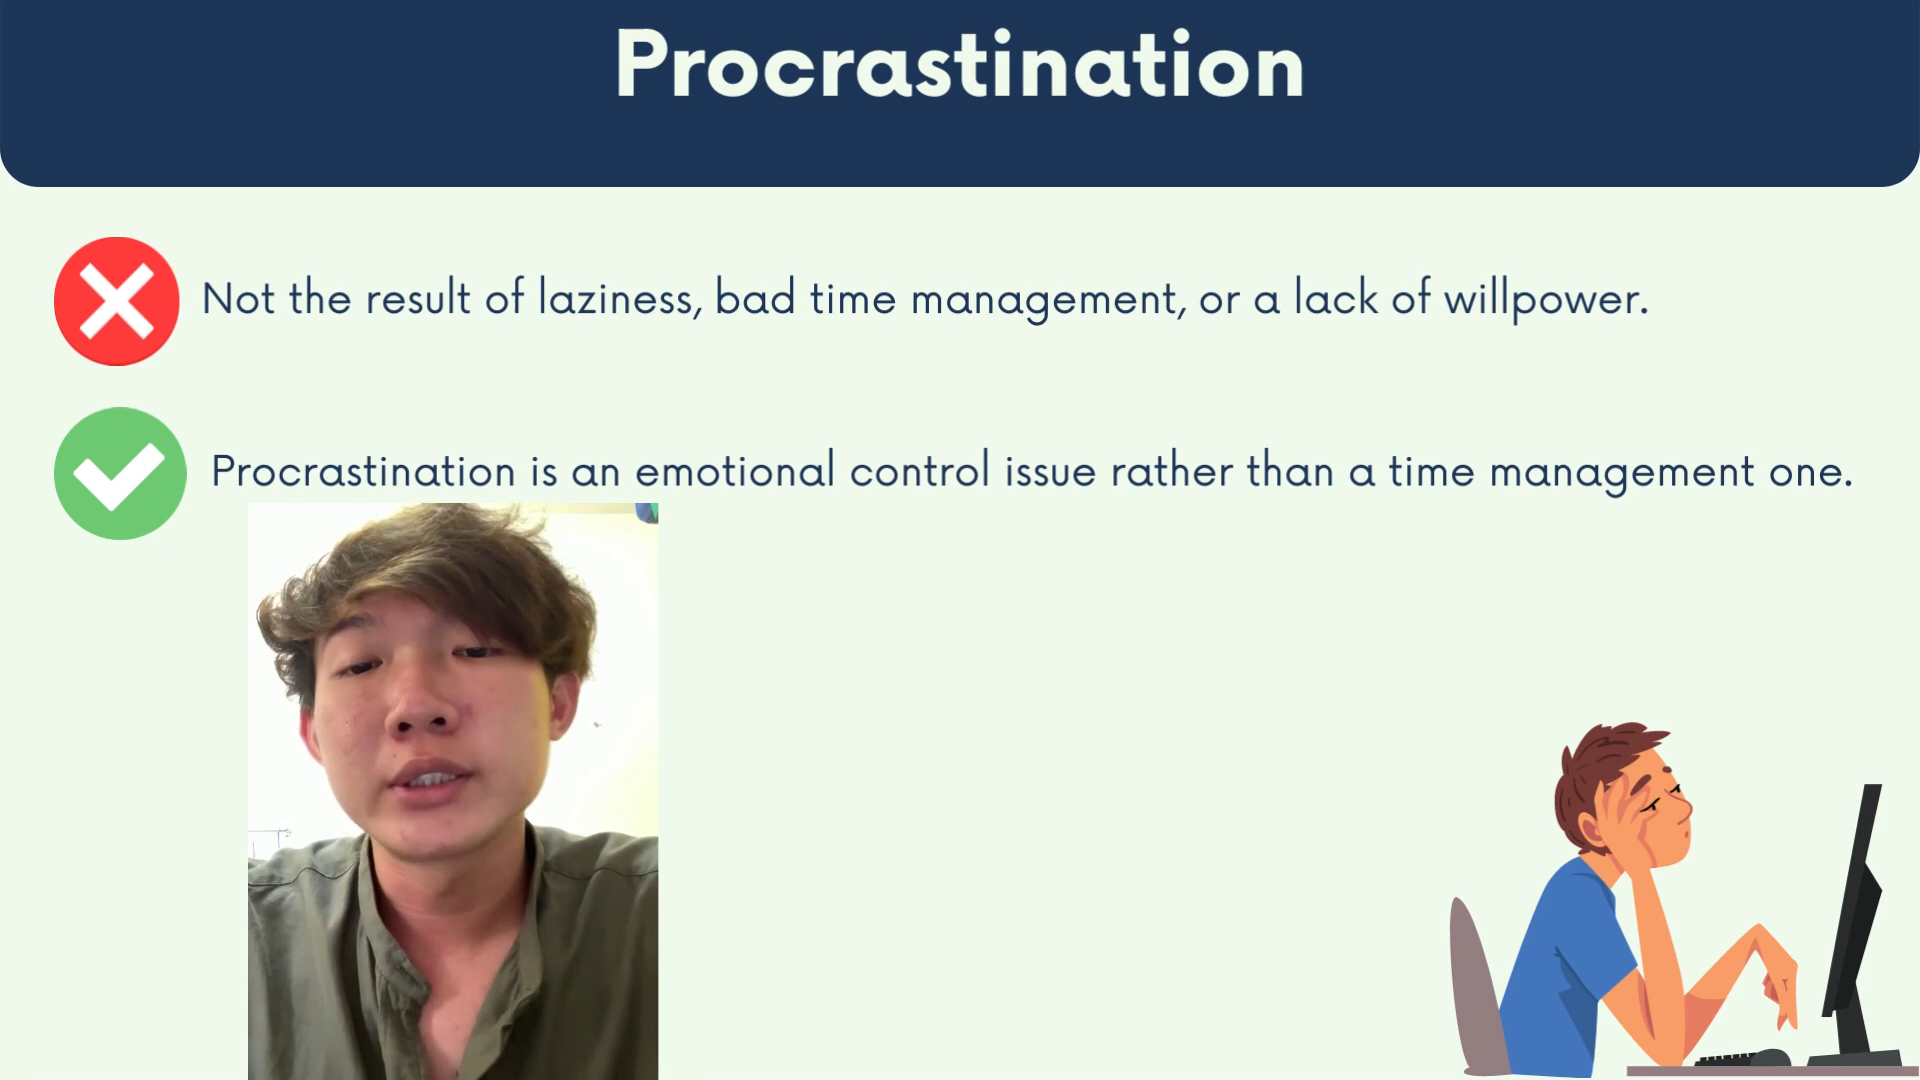 Procrastination
Not the result of laziness, bad time management, or a lack of willpower.
Procrastination is an emotional control issue rather than a time management one.